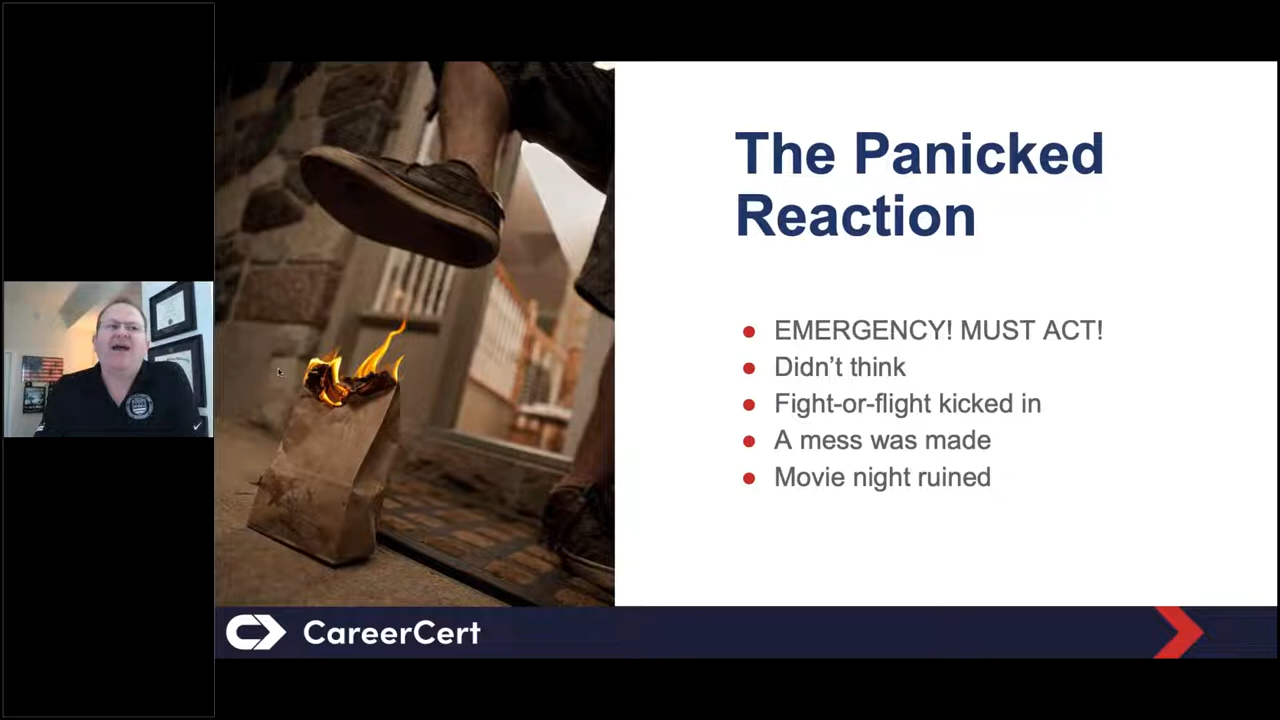 The Panicked
Reaction
● EMERGENCY! MUST ACT!
● Didn’t think
● Fight-or-flight kicked in
● A mess was made
● Movie night ruined
CareerCert